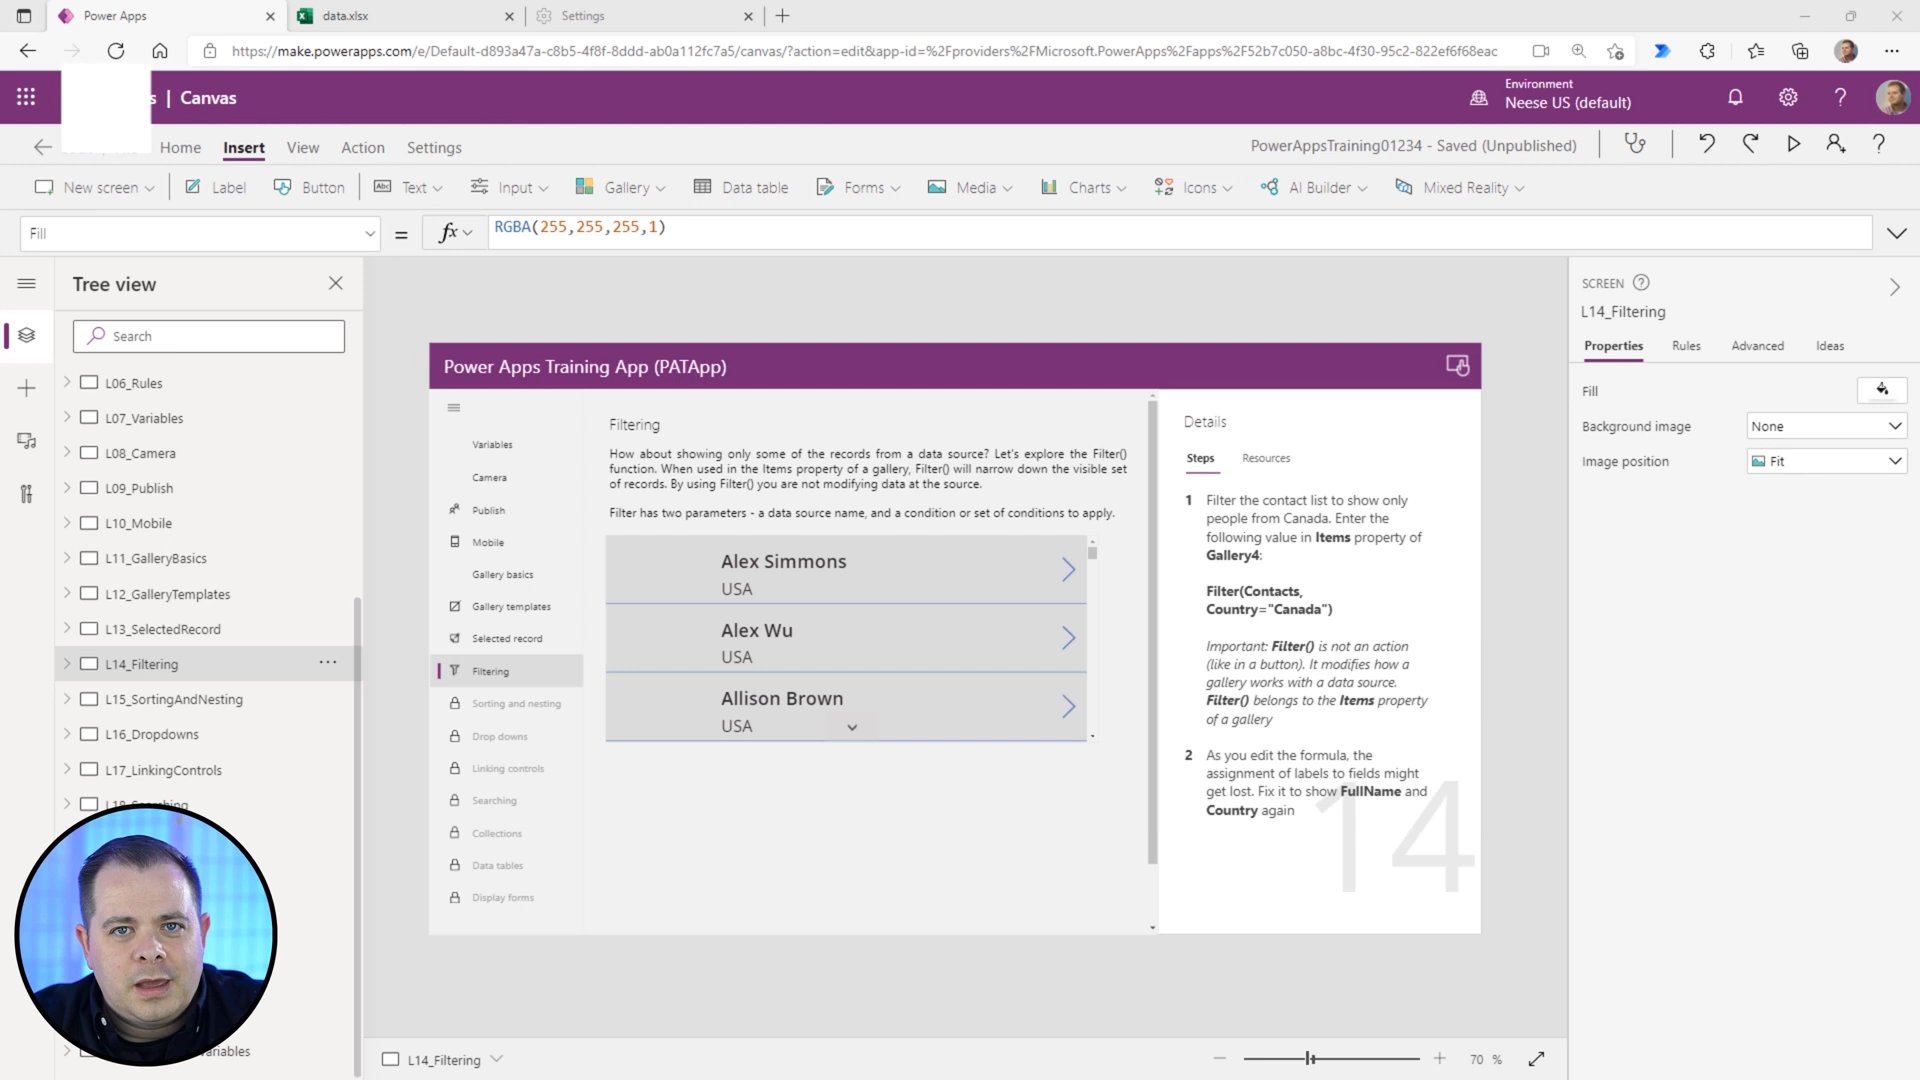 Power Apps
data.xlsx
Settings
https://make.powerapps.com/e/Default-d893a47a-c8b5-4f8f-8ddd-ab0a112fc7a5/canvas/?action=edit&app-id=%2Fproviders%2FMicrosoft.PowerApps%2Fapps%2F52b7c050-a8bc-4f30-95c2-822ef6f68eac
s | Canvas
Environment
Neese US (default)
Home
Insert
View
Action
Settings
PowerAppsTraining01234 - Saved (Unpublished)
New screen
Label
Button
Text
Input
Gallery
Data table
Forms
Media
Charts
Icons
AI Builder
Mixed Reality
Fill
=
fx
RGBA(255,255,255,1)
Tree view
Search
L06_Rules
L07_Variables
L08_Camera
L09_Publish
L10_Mobile
L11_GalleryBasics
L12_GalleryTemplates
L13_SelectedRecord
L14_Filtering
L15_SortingAndNesting
L16_Dropdowns
L17_LinkingControls
L18_Searching
ariables
Power Apps Training App (PATApp)
Variables
Camera
Publish
Mobile
Gallery basics
Gallery templates
Selected record
Filtering
Sorting and nesting
Drop downs
Linking controls
Searching
Collections
Data tables
Display forms
Filtering
How about showing only some of the records from a data source? Let's explore the Filter()
function. When used in the Items property of a gallery, Filter() will narrow down the visible set
of records. By using Filter() you are not modifying data at the source.
Filter has two parameters - a data source name, and a condition or set of conditions to apply.
Alex Simmons
USA
Alex Wu
USA
Allison Brown
USA
Details
Steps
Resources
1 Filter the contact list to show only
people from Canada. Enter the
following value in Items property of
Gallery4:
Filter(Contacts,
Country="Canada")
Important: Filter() is not an action
(like in a button). It modifies how a
gallery works with a data source.
Filter() belongs to the Items property
of a gallery
2 As you edit the formula, the
assignment of labels to fields might
get lost. Fix it to show FullName and
Country again
14
SCREEN
L14_Filtering
Properties
Rules
Advanced
Ideas
Fill
Background image
None
Image position
Fit
L14_Filtering
70 %